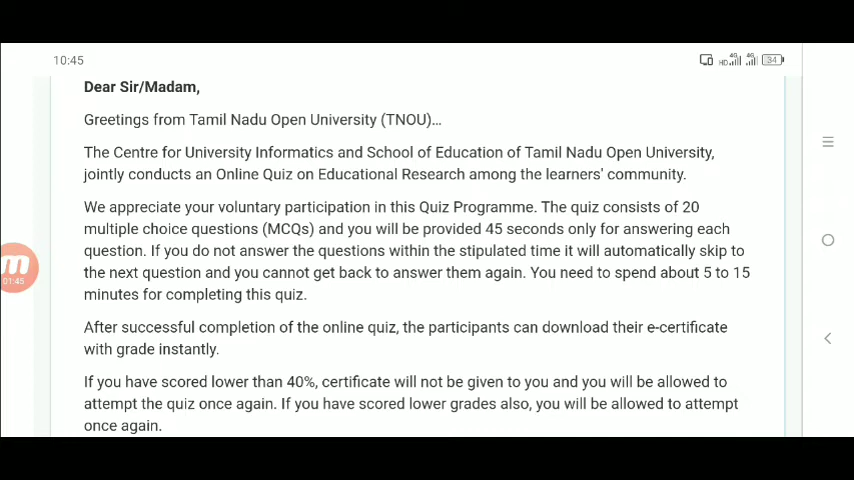 10:45
HD 4G 4G 34
Dear Sir/Madam,
Greetings from Tamil Nadu Open University (TNOU)...
The Centre for University Informatics and School of Education of Tamil Nadu Open University,
jointly conducts an Online Quiz on Educational Research among the learners' community.
We appreciate your voluntary participation in this Quiz Programme. The quiz consists of 20
multiple choice questions (MCQs) and you will be provided 45 seconds only for answering each
question. If you do not answer the questions within the stipulated time it will automatically skip to
the next question and you cannot get back to answer them again. You need to spend about 5 to 15
minutes for completing this quiz.
After successful completion of the online quiz, the participants can download their e-certificate
with grade instantly.
If you have scored lower than 40%, certificate will not be given to you and you will be allowed to
attempt the quiz once again. If you have scored lower grades also, you will be allowed to attempt
once again.
01:45